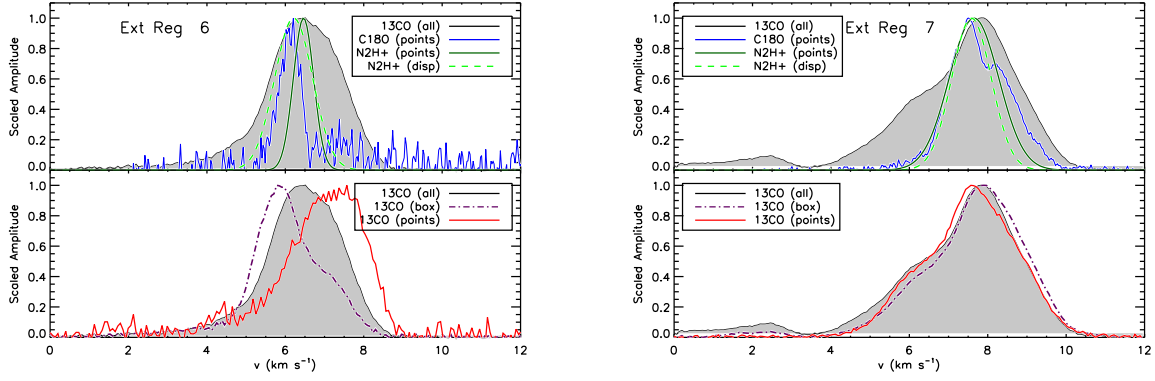 Ext Reg 6
13CO (all)
C18O (points)
N2H+ (points)
N2H+ (disp)
Scaled Amplitude
1.0
0.8
0.6
0.4
0.2
0.0
13CO (all)
13CO (box)
13CO (points)
Scaled Amplitude
1.0
0.8
0.6
0.4
0.2
0.0
0 2 4 6 8 10 12
v (km s⁻¹)
Ext Reg 7
13CO (all)
C18O (points)
N2H+ (points)
N2H+ (disp)
Scaled Amplitude
1.0
0.8
0.6
0.4
0.2
0.0
13CO (all)
13CO (box)
13CO (points)
Scaled Amplitude
1.0
0.8
0.6
0.4
0.2
0.0
0 2 4 6 8 10 12
v (km s⁻¹)